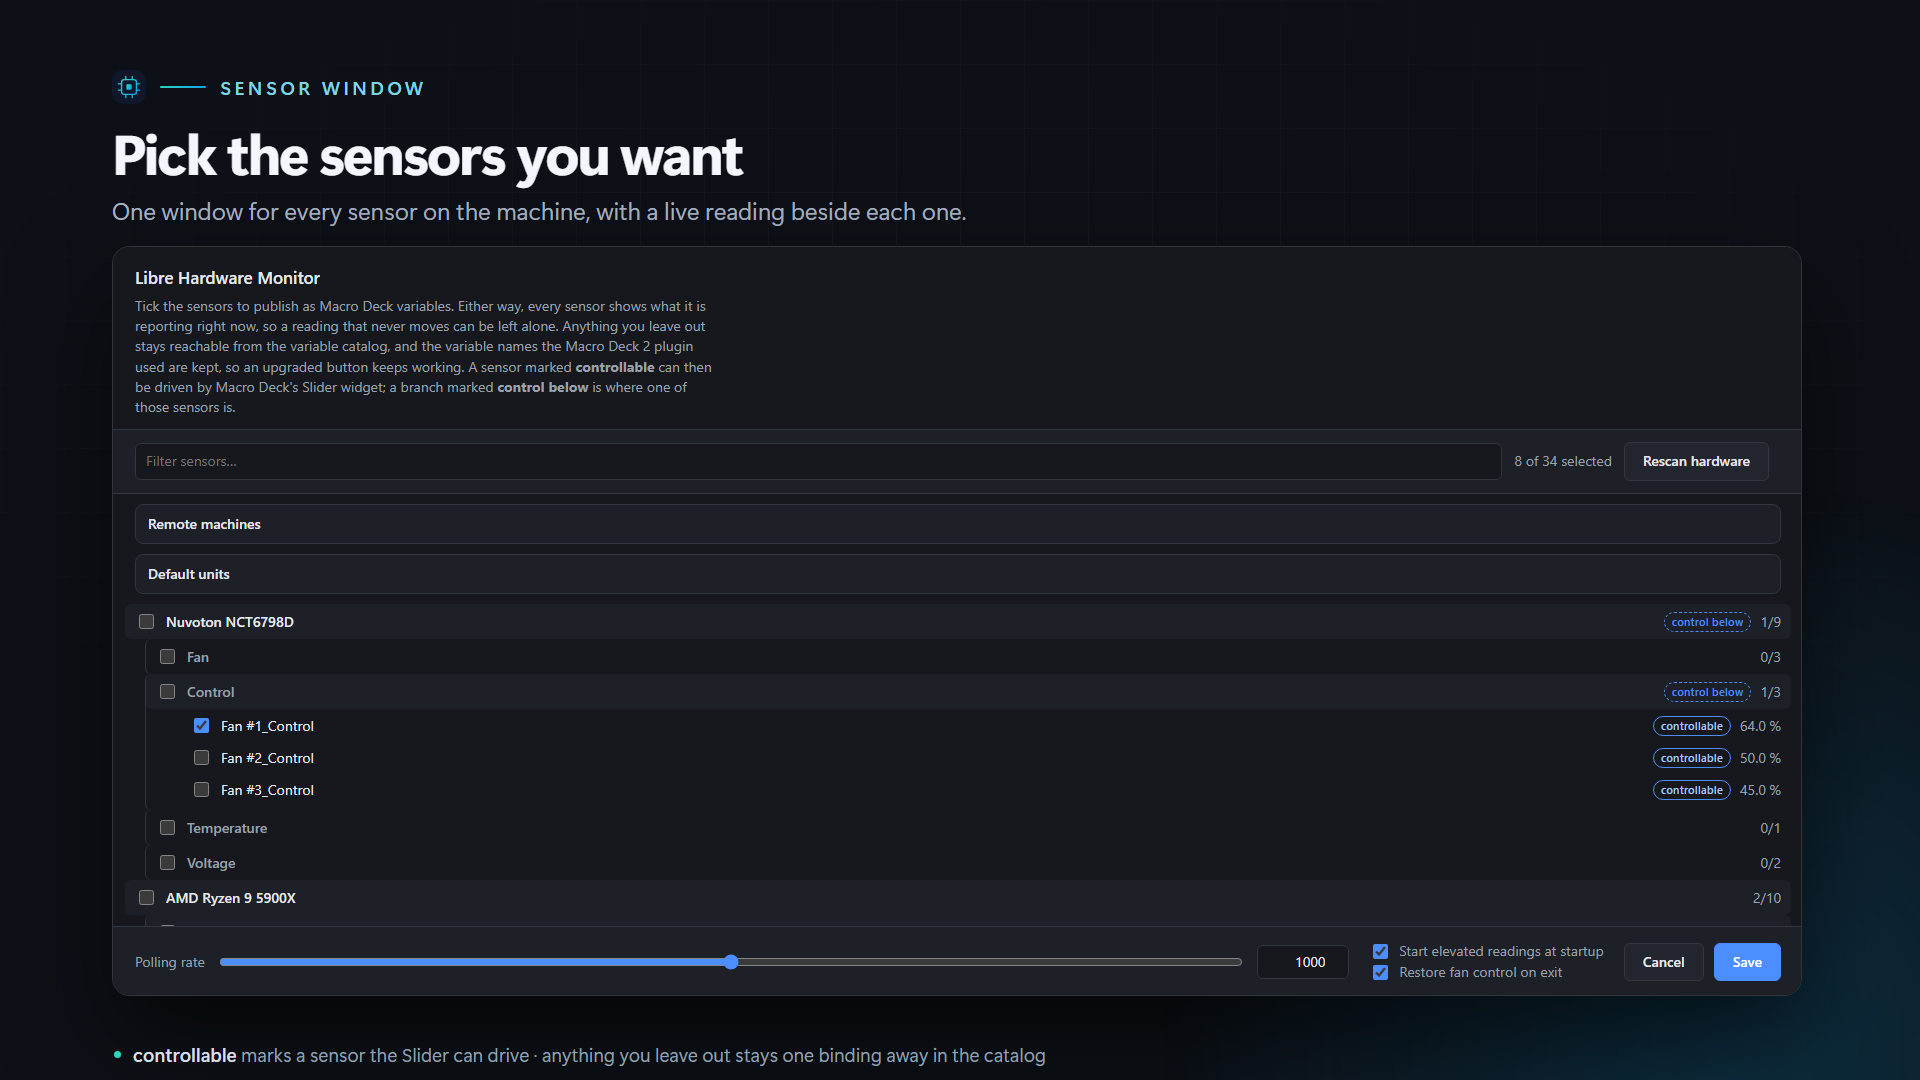 SENSOR WINDOW
Pick the sensors you want
One window for every sensor on the machine, with a live reading beside each one.
Libre Hardware Monitor
Tick the sensors to publish as Macro Deck variables. Either way, every sensor shows what it is
reporting right now, so a reading that never moves can be left alone. Anything you leave out
stays reachable from the variable catalog, and the variable names the Macro Deck 2 plugin
used are kept, so an upgraded button keeps working. A sensor marked controllable can then
be driven by Macro Deck's Slider widget; a branch marked control below is where one of
those sensors is.
Filter sensors... 8 of 34 selected Rescan hardware
Remote machines
Default units
Nuvoton NCT6798D control below 1/9
Fan 0/3
Control control below 1/3
Fan #1_Control controllable 64.0 %
Fan #2_Control controllable 50.0 %
Fan #3_Control controllable 45.0 %
Temperature 0/1
Voltage 0/2
AMD Ryzen 9 5900X 2/10
Polling rate 1000 Start elevated readings at startup Cancel Save
Restore fan control on exit
controllable marks a sensor the Slider can drive · anything you leave out stays one binding away in the catalog